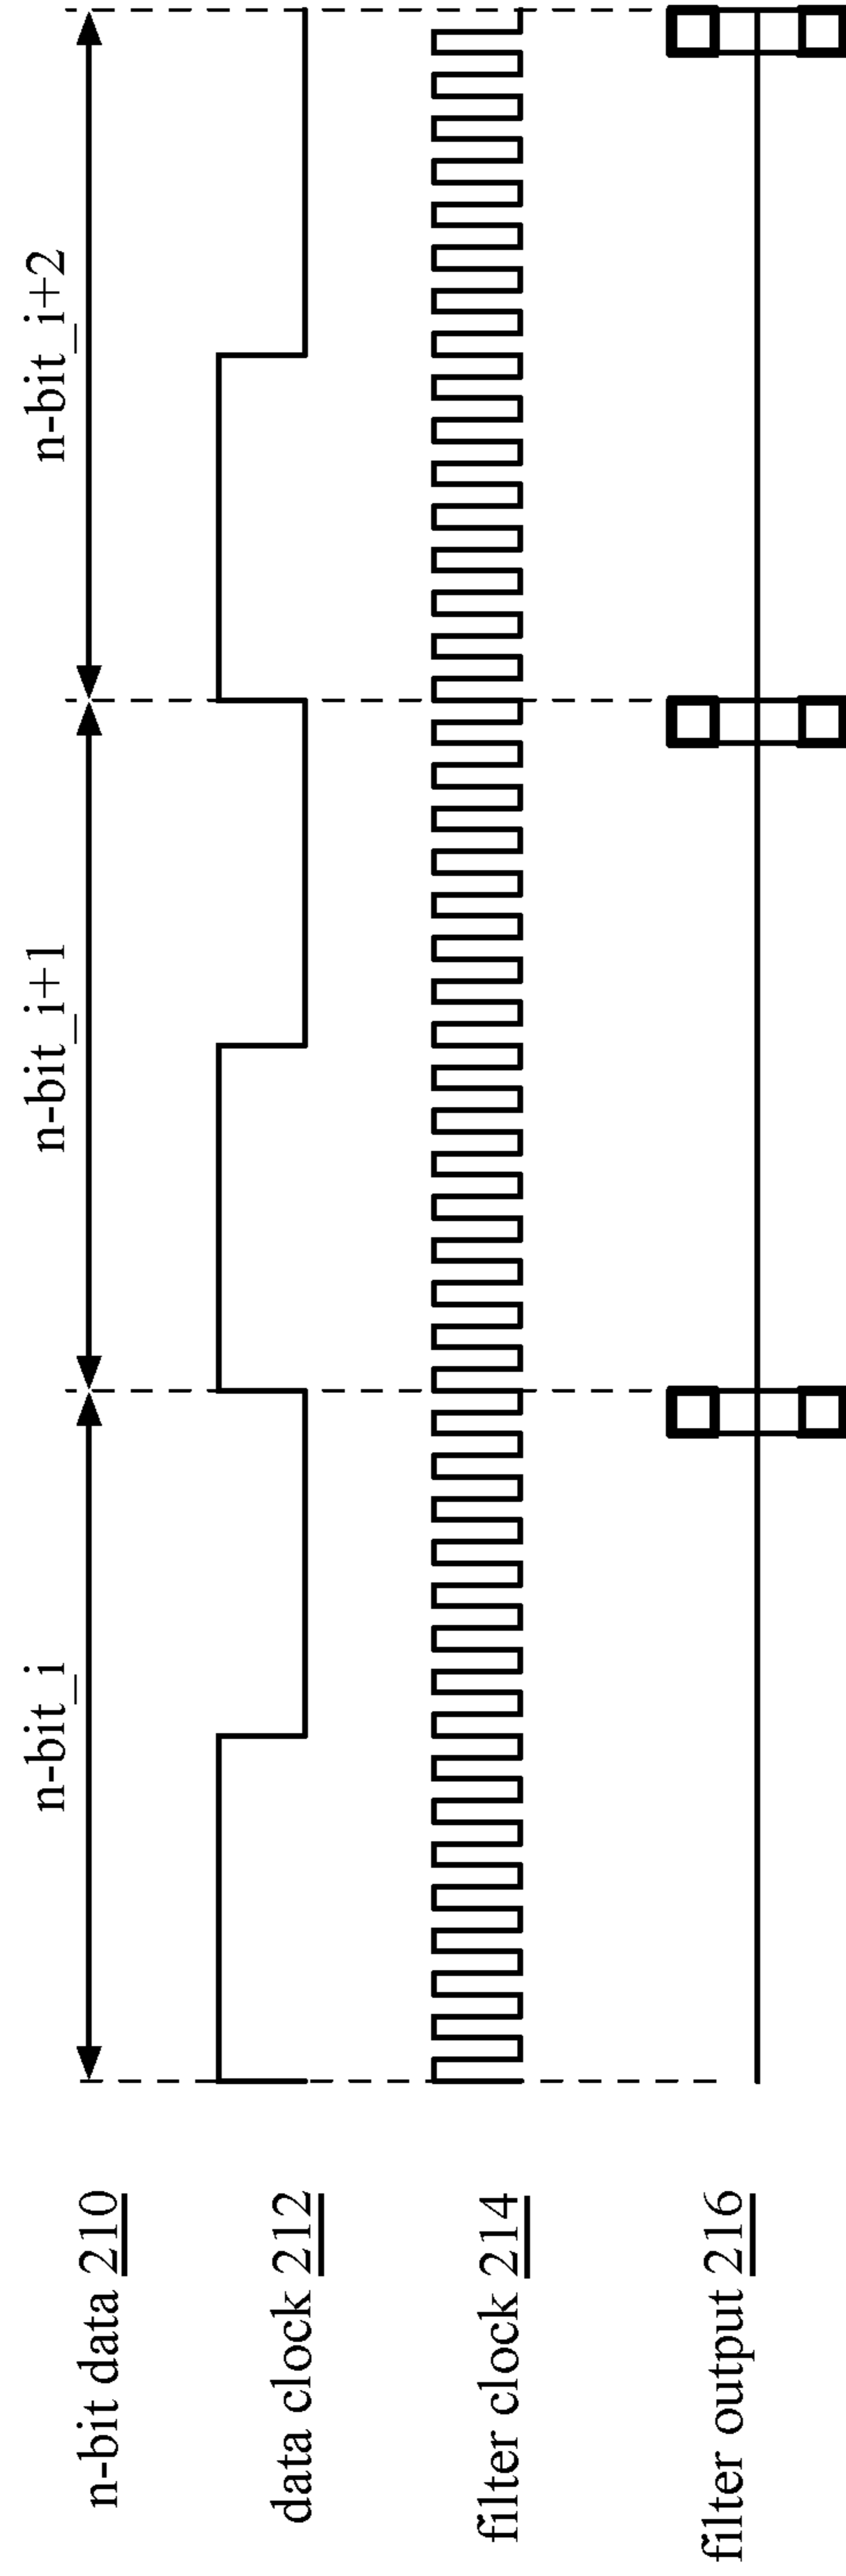 n-bit_i
n-bit_i+1
n-bit_i+2
n-bit data 210
data clock 212
filter clock 214
filter output 216